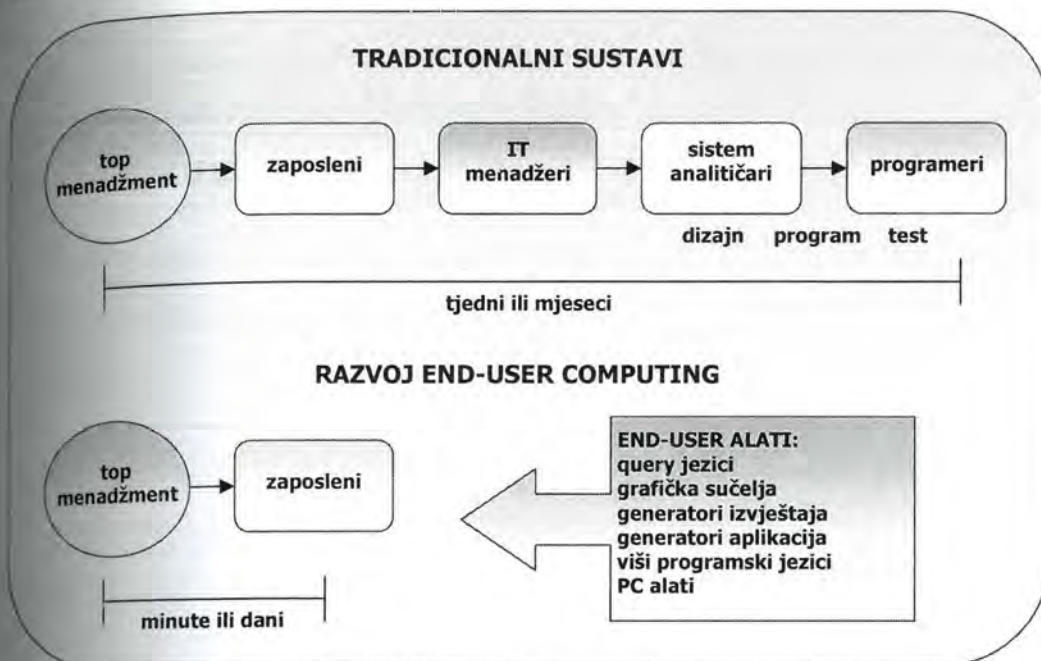 TRADICIONALNI SUSTAVI
top
menadžment
zaposleni
IT
menadžeri
sistem
analitičari
programeri
dizajn program test
tjedni ili mjeseci
RAZVOJ END-USER COMPUTING
top
menadžment
zaposleni
END-USER ALATI:
query jezici
grafička sučelja
generatori izvještaja
generatori aplikacija
viši programski jezici
PC alati
minute ili dani